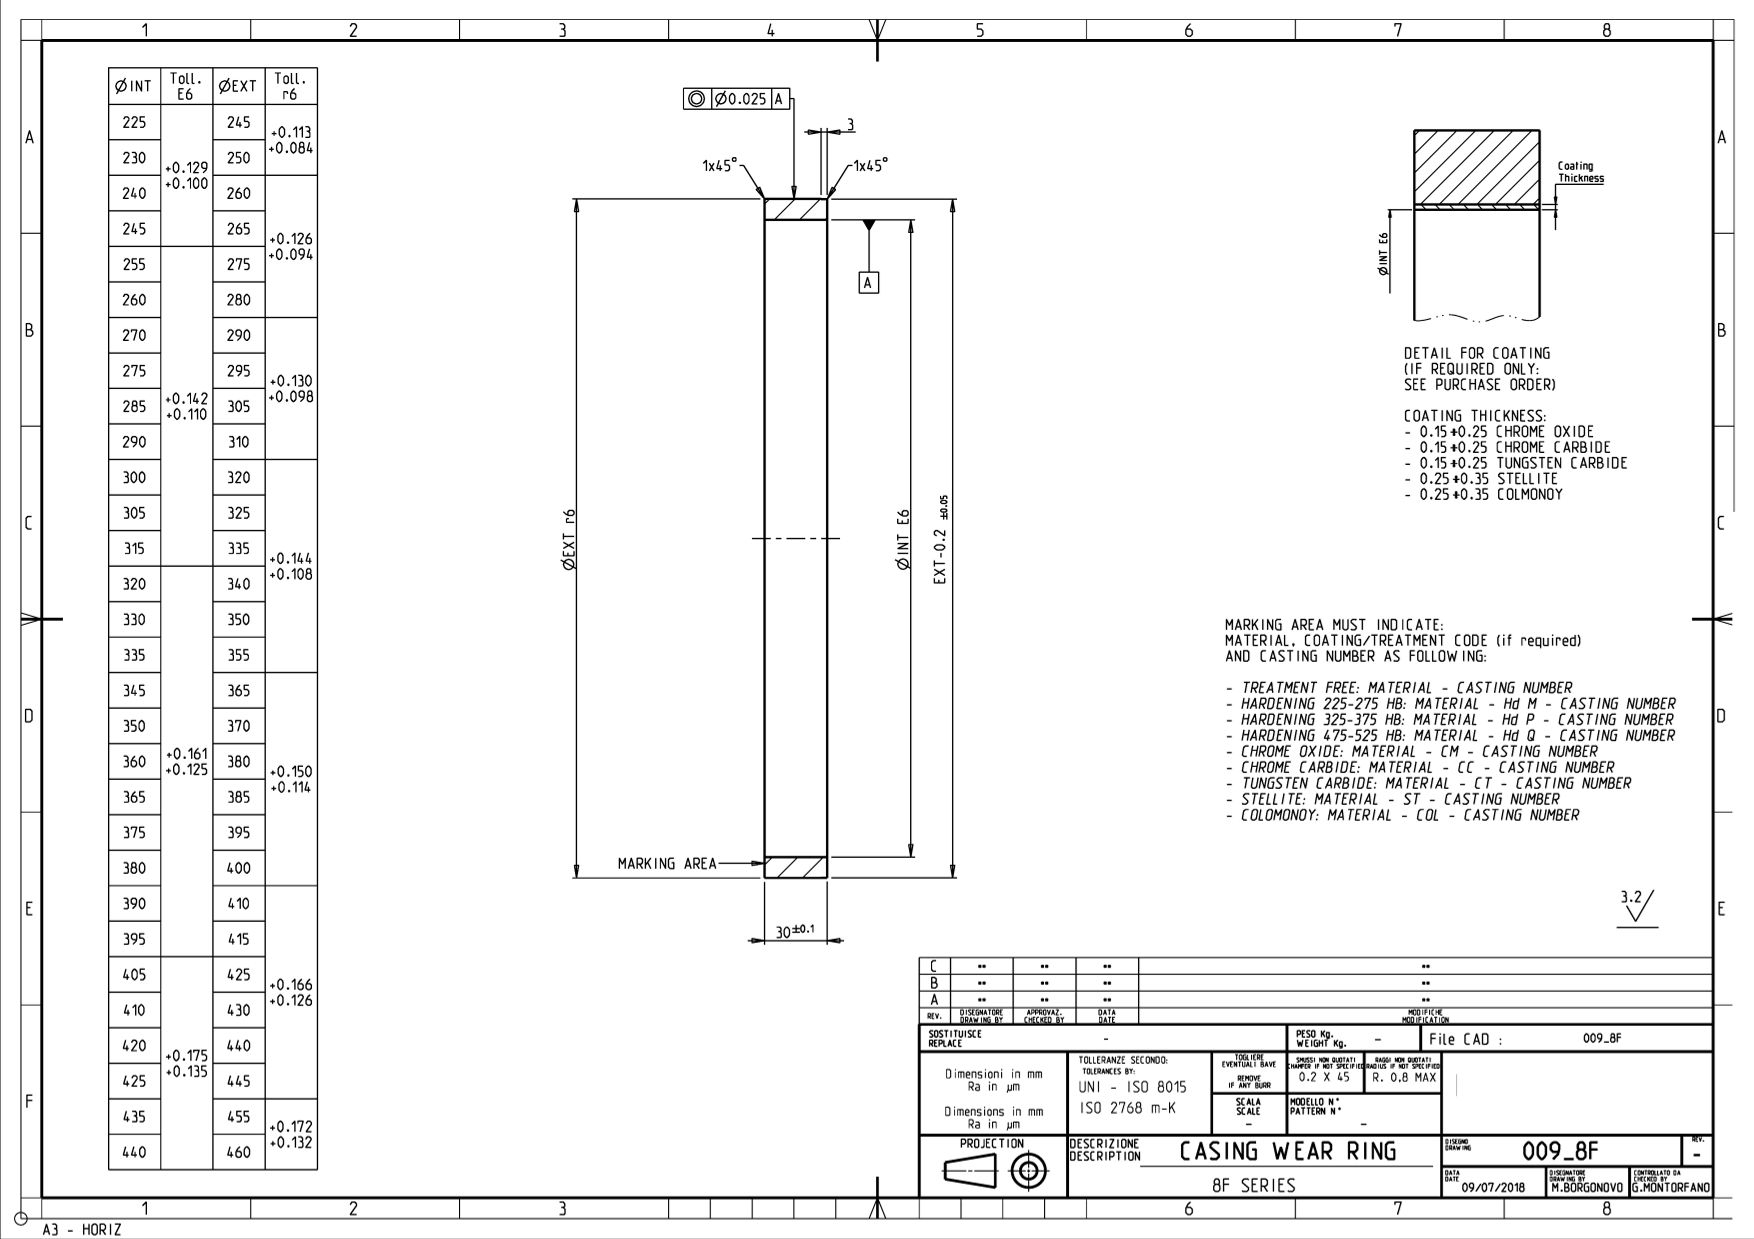 1 2 3 4 5 6 7 8
A B C D E F
ØINT Toll. E6 ØEXT Toll. r6
225 245
230 250
240 260
245 265
255 275
260 280
270 290
275 295
285 305
290 310
300 320
305 325
315 335
320 340
330 350
335 355
345 365
350 370
360 380
365 385
375 395
380 400
390 410
395 415
405 425
410 430
420 440
425 445
435 455
440 460
+0.129
+0.100
+0.142
+0.110
+0.161
+0.125
+0.175
+0.135
+0.113
+0.084
+0.126
+0.094
+0.130
+0.098
+0.144
+0.108
+0.150
+0.114
+0.166
+0.126
+0.172
+0.132
Ø0.025 A
3
1x45° 1x45°
A
ØEXT r6
ØINT E6
EXT-0.2 ±0.05
MARKING AREA
30±0.1
Coating
Thickness
ØINT E6
DETAIL FOR COATING
(IF REQUIRED ONLY:
SEE PURCHASE ORDER)
COATING THICKNESS:
- 0.15÷0.25 CHROME OXIDE
- 0.15÷0.25 CHROME CARBIDE
- 0.15÷0.25 TUNGSTEN CARBIDE
- 0.25÷0.35 STELLITE
- 0.25÷0.35 COLMONOY
MARKING AREA MUST INDICATE:
MATERIAL, COATING/TREATMENT CODE (if required)
AND CASTING NUMBER AS FOLLOWING:
- TREATMENT FREE: MATERIAL - CASTING NUMBER
- HARDENING 225-275 HB: MATERIAL - Hd M - CASTING NUMBER
- HARDENING 325-375 HB: MATERIAL - Hd P - CASTING NUMBER
- HARDENING 475-525 HB: MATERIAL - Hd Q - CASTING NUMBER
- CHROME OXIDE: MATERIAL - CM - CASTING NUMBER
- CHROME CARBIDE: MATERIAL - CC - CASTING NUMBER
- TUNGSTEN CARBIDE: MATERIAL - CT - CASTING NUMBER
- STELLITE: MATERIAL - ST - CASTING NUMBER
- COLOMONOY: MATERIAL - COL - CASTING NUMBER
3.2
C -- -- -- --
B -- -- -- --
A -- -- -- --
REV. DISEGNATORE DRAWING BY APPROVAZ. CHECKED BY DATA DATE MODIFICHE MODIFICATION
SOSTITUISCE
REPLACE
-
PESO Kg.
WEIGHT Kg.
-
File CAD : 009_8F
Dimensioni in mm
Ra in µm
Dimensions in mm
Ra in µm
TOLLERANZE SECONDO:
TOLERANCES BY:
UNI - ISO 8015
ISO 2768 m-K
TOGLIERE
EVENTUALI BAVE
REMOVE
IF ANY BURR
SMUSSI NON QUOTATI
CHAMFER IF NOT SPECIFIED
0.2 X 45
RAGGI NON QUOTATI
RADIUS IF NOT SPECIFIED
R. 0.8 MAX
SCALA
SCALE
-
MODELLO N°
PATTERN N°
-
PROJECTION
DESCRIZIONE
DESCRIPTION
CASING WEAR RING
8F SERIES
DISEGNO
DRAWING
009_8F
REV.
-
DATA
DATE
09/07/2018
DISEGNATORE
DRAWING BY
M.BORGONOVO
CONTROLLATO DA
CHECKED BY
G.MONTORFANO
A B C D E
1 2 3 6 7 8
A3 - HORIZ